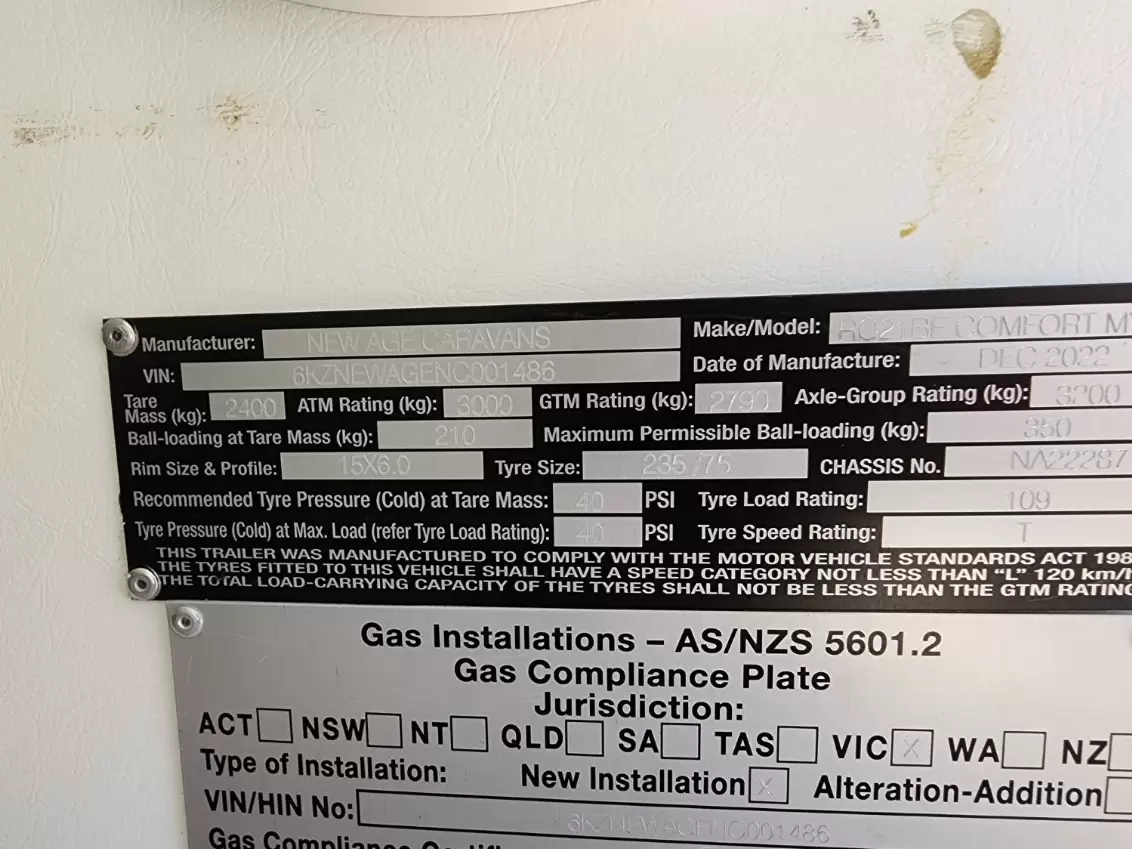 Manufacturer: NEW AGE CARAVANS Make/Model: RO21BE COMFORT M
VIN: 6KZNEWAGENC001486 Date of Manufacture: DEC 2022
Tare Mass (kg): 2400 ATM Rating (kg): 3000 GTM Rating (kg): 2790 Axle-Group Rating (kg): 3200
Ball-loading at Tare Mass (kg): 210 Maximum Permissible Ball-loading (kg): 350
Rim Size & Profile: 15X6.0 Tyre Size: 235/75 CHASSIS No. NA22287
Recommended Tyre Pressure (Cold) at Tare Mass: 40 PSI Tyre Load Rating: 109
Tyre Pressure (Cold) at Max. Load (refer Tyre Load Rating): 40 PSI Tyre Speed Rating: T
THIS TRAILER WAS MANUFACTURED TO COMPLY WITH THE MOTOR VEHICLE STANDARDS ACT 198
THE TYRES FITTED TO THIS VEHICLE SHALL HAVE A SPEED CATEGORY NOT LESS THAN "L" 120 km/h
THE TOTAL LOAD-CARRYING CAPACITY OF THE TYRES SHALL NOT BE LESS THAN THE GTM RATING
Gas Installations – AS/NZS 5601.2
Gas Compliance Plate
Jurisdiction:
ACT NSW NT QLD SA TAS VIC X WA NZ
Type of Installation: New Installation X Alteration-Addition
VIN/HIN No: 6KZNEWAGENC001486
Gas Compliance